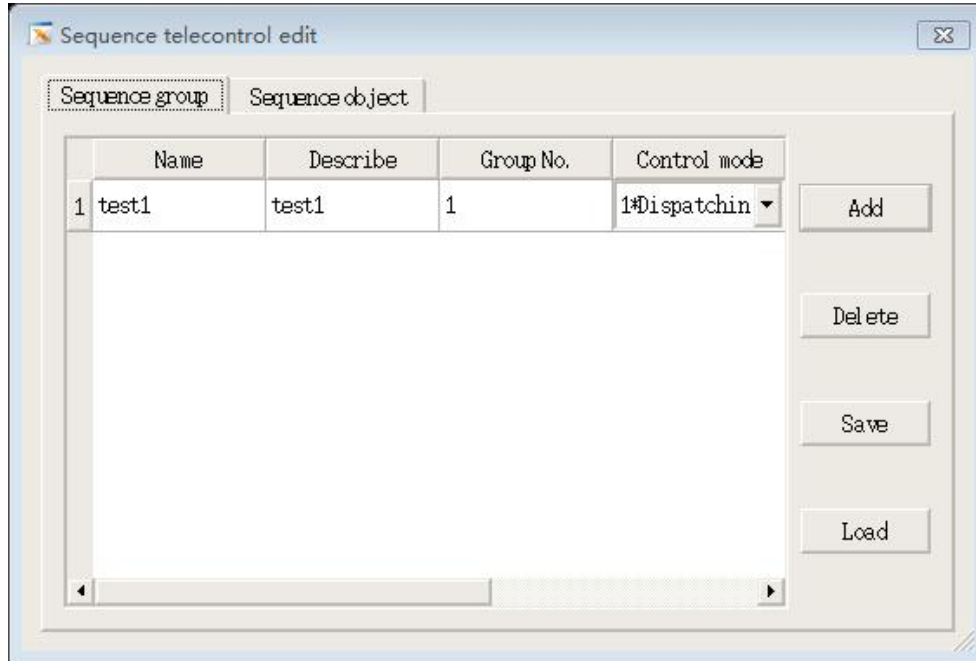 Sequence telecontrol edit
Sequence group Sequence object
Name Describe Group No. Control mode
1 test1 test1 1 1*Dispatchin
Add
Delete
Save
Load